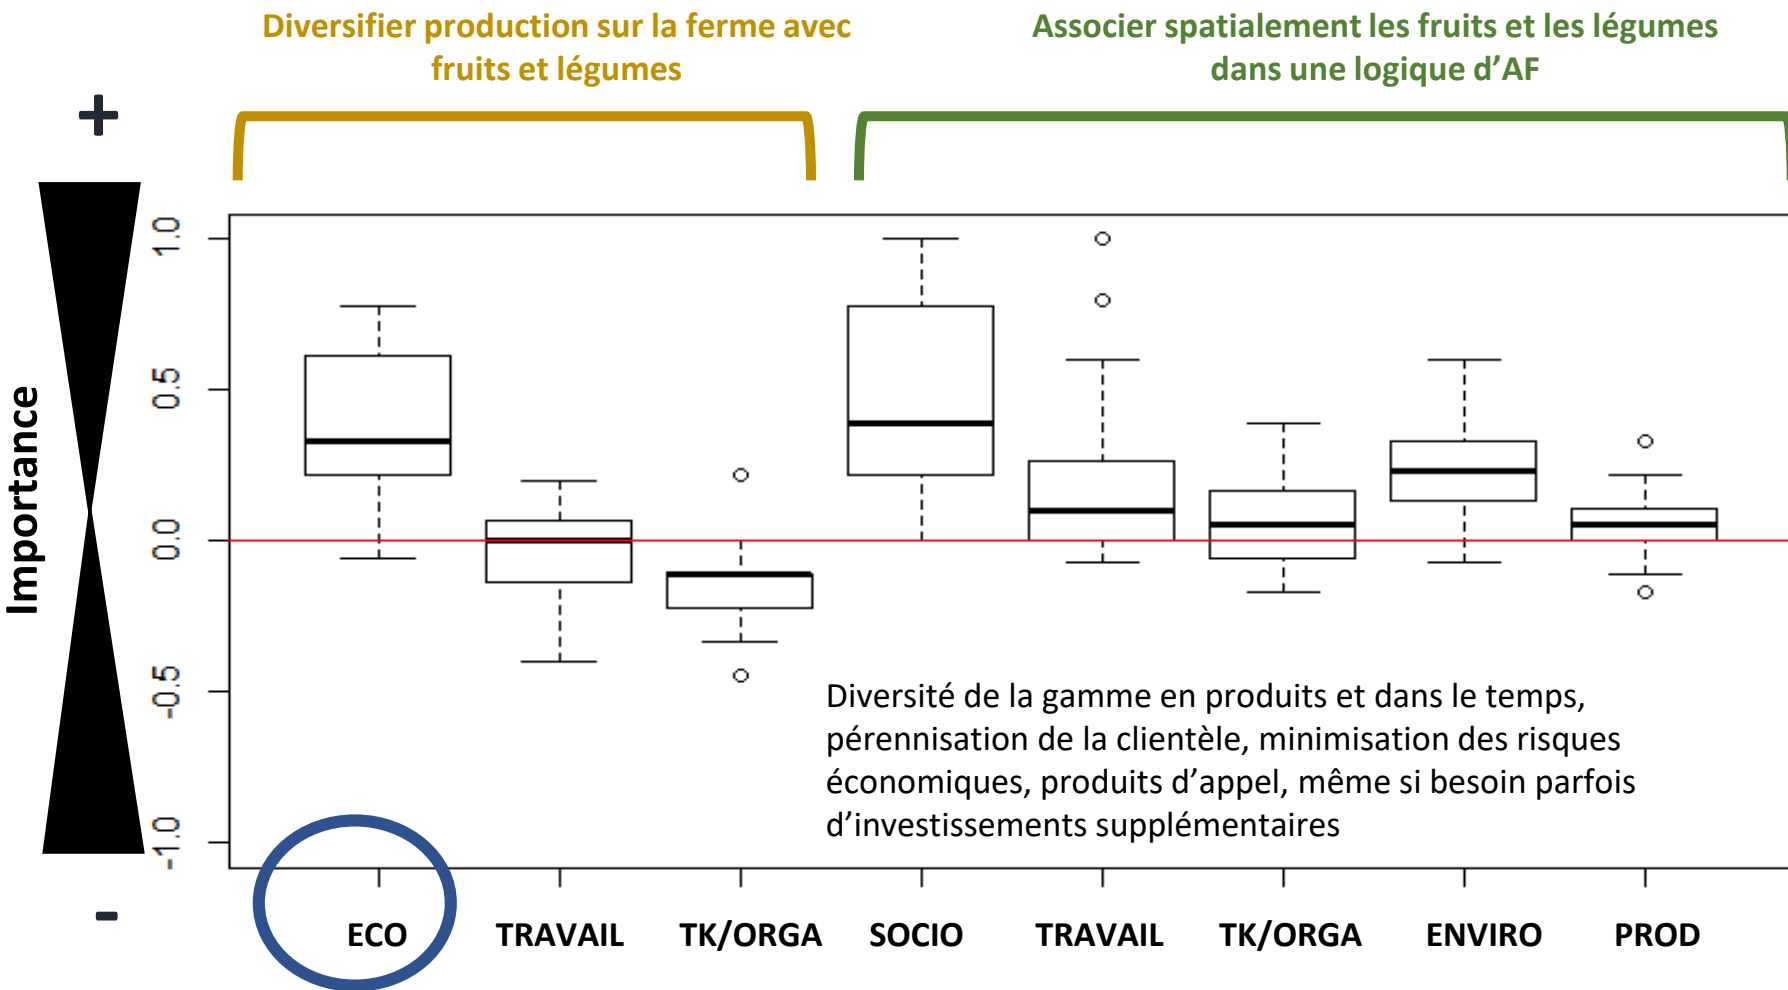 Diversifier production sur la ferme avec
fruits et légumes
Associer spatialement les fruits et les légumes
dans une logique d’AF
+
Importance
-
1.0
0.5
0.0
-0.5
-1.0
Diversité de la gamme en produits et dans le temps,
pérennisation de la clientèle, minimisation des risques
économiques, produits d’appel, même si besoin parfois
d’investissements supplémentaires
ECO TRAVAIL TK/ORGA SOCIO TRAVAIL TK/ORGA ENVIRO PROD